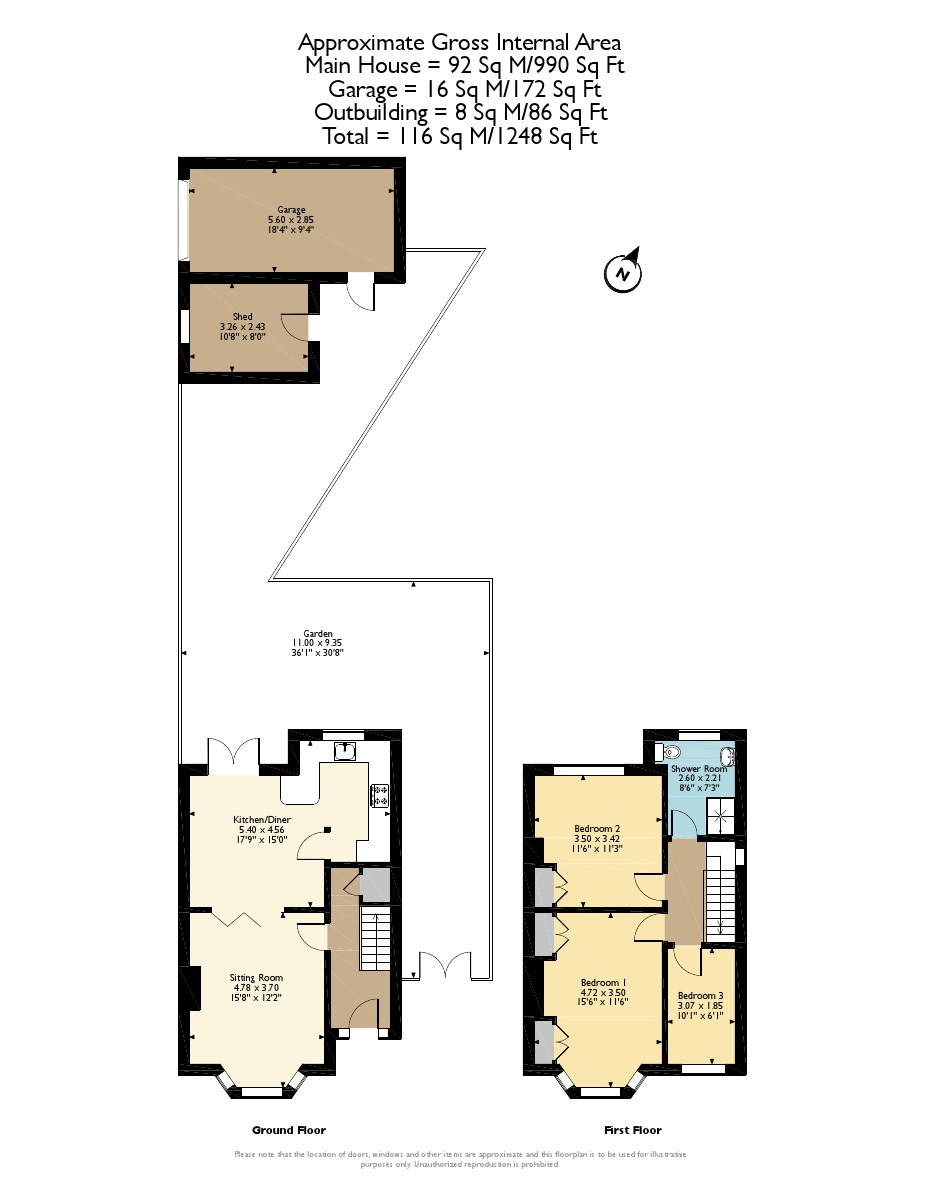 Approximate Gross Internal Area
Main House = 92 Sq M/990 Sq Ft
Garage = 16 Sq M/172 Sq Ft
Outbuilding = 8 Sq M/86 Sq Ft
Total = 116 Sq M/1248 Sq Ft
Garage
5.60 x 2.85
18'4" x 9'4"
N
Shed
3.26 x 2.43
10'8" x 8'0"
Garden
11.00 x 9.35
36'1" x 30'8"
Kitchen/Diner
5.40 x 4.56
17'9" x 15'0"
Sitting Room
4.78 x 3.70
15'8" x 12'2"
Shower Room
2.60 x 2.21
8'6" x 7'3"
Bedroom 2
3.50 x 3.42
11'6" x 11'3"
Bedroom 1
4.72 x 3.50
15'6" x 11'6"
Bedroom 3
3.07 x 1.85
10'1" x 6'1"
Ground Floor
First Floor
Please note that the location of doors, windows and other items are approximate and this floorplan is to be used for illustrative
purposes only. Unauthorized reproduction is prohibited.